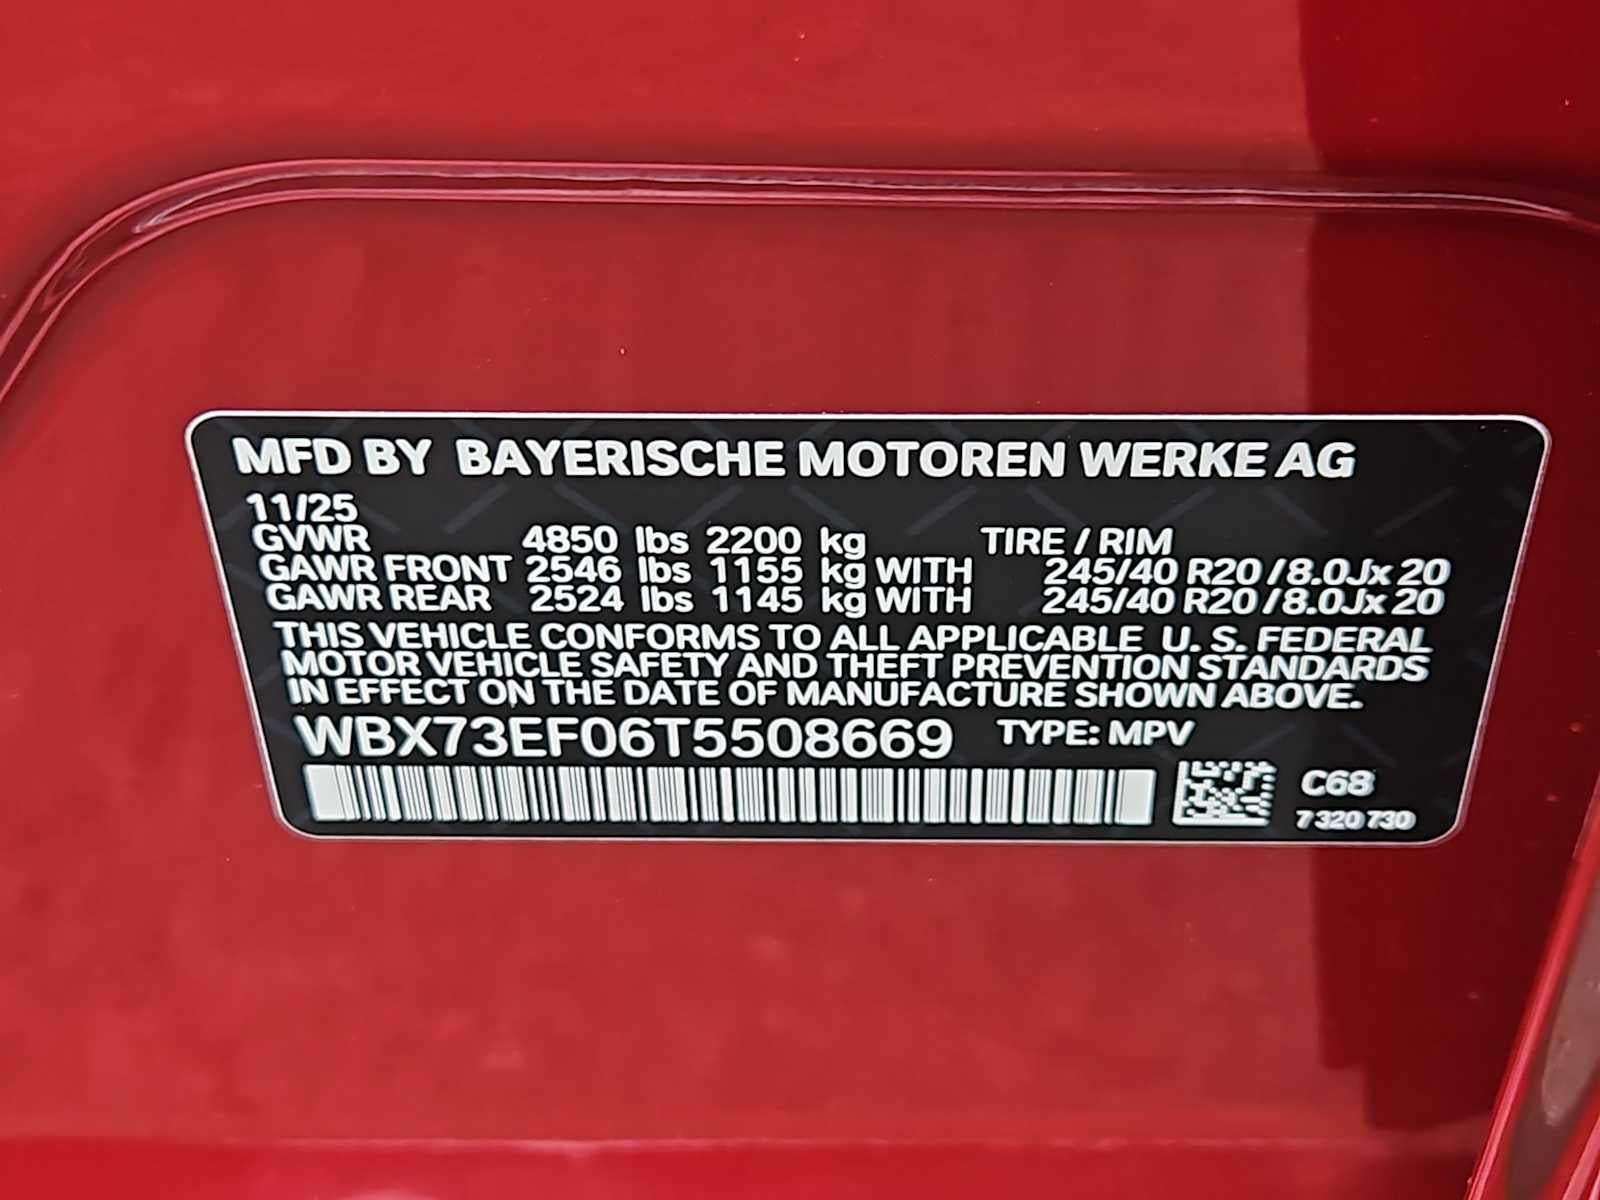 MFD BY BAYERISCHE MOTOREN WERKE AG
11/25
GVWR 4850 lbs 2200 kg TIRE / RIM
GAWR FRONT 2546 lbs 1155 kg WITH 245/40 R20 / 8.0Jx 20
GAWR REAR 2524 lbs 1145 kg WITH 245/40 R20 / 8.0Jx 20
THIS VEHICLE CONFORMS TO ALL APPLICABLE U. S. FEDERAL
MOTOR VEHICLE SAFETY AND THEFT PREVENTION STANDARDS
IN EFFECT ON THE DATE OF MANUFACTURE SHOWN ABOVE.
WBX73EF06T5508669 TYPE: MPV
C68
7 320 730